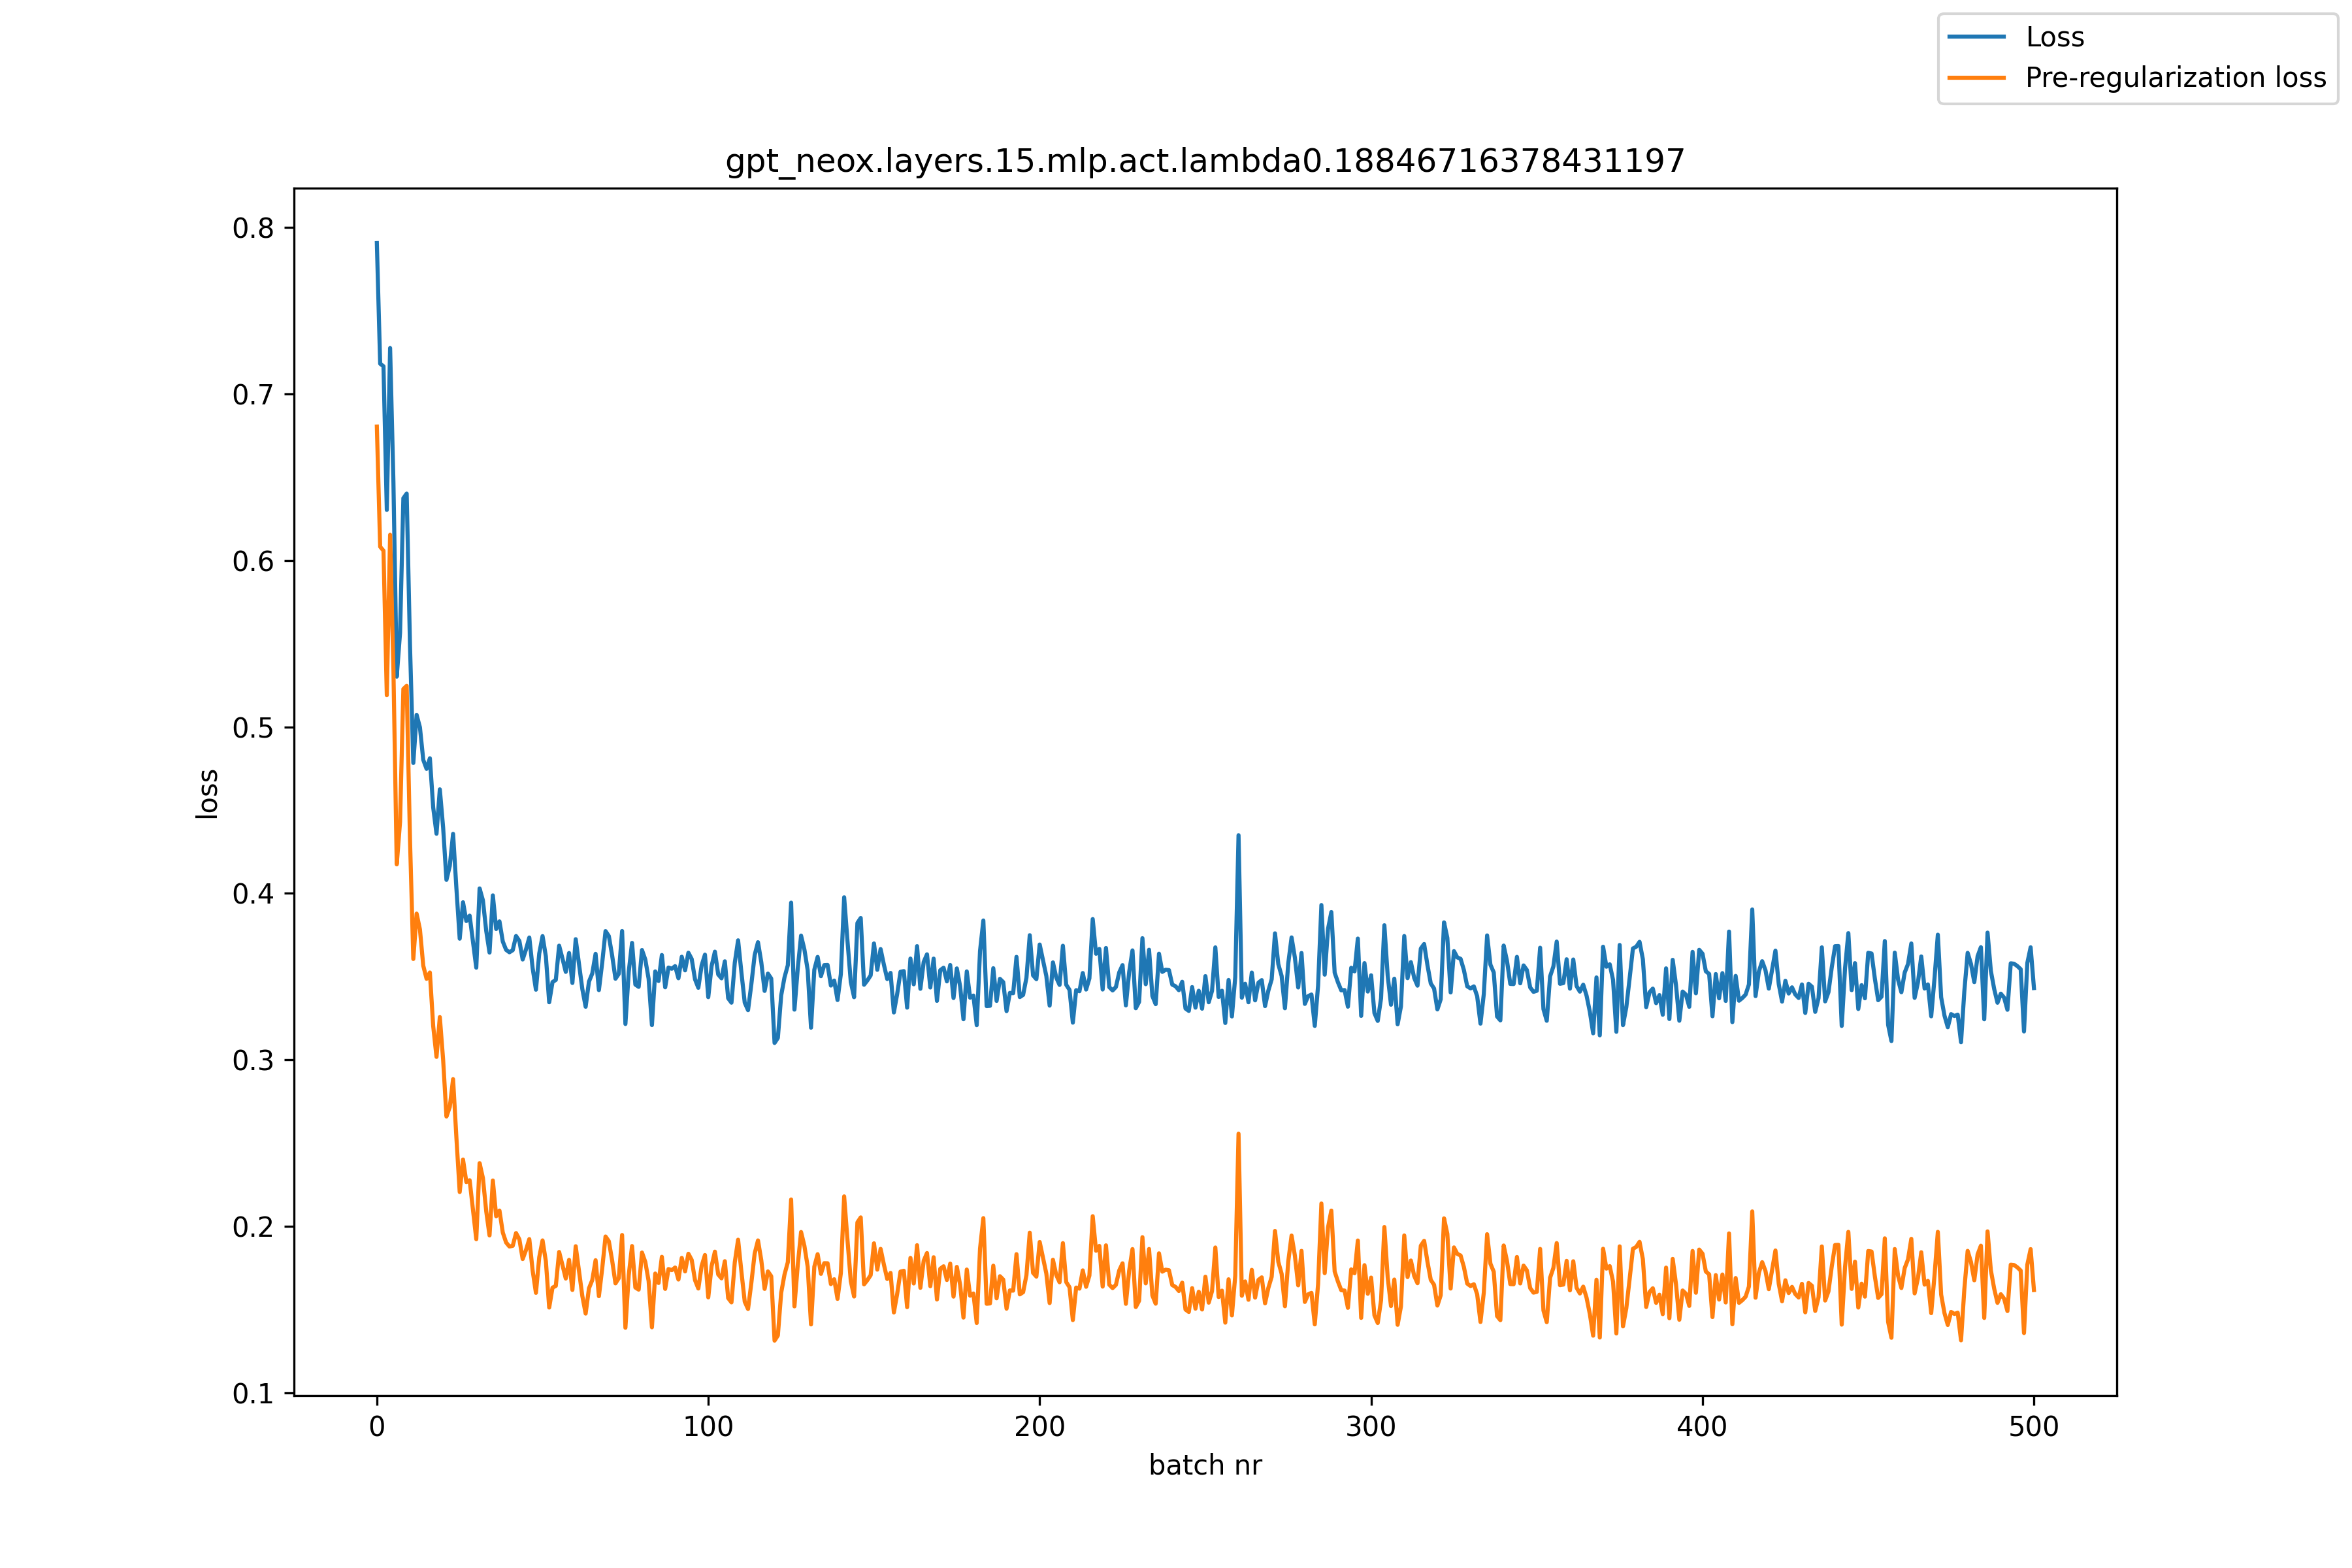 Loss
Pre-regularization loss
gpt_neox.layers.15.mlp.act.lambda0.18846716378431197
0.8
0.7
0.6
0.5
0.4
0.3
0.2
0.1
loss
0 100 200 300 400 500
batch nr